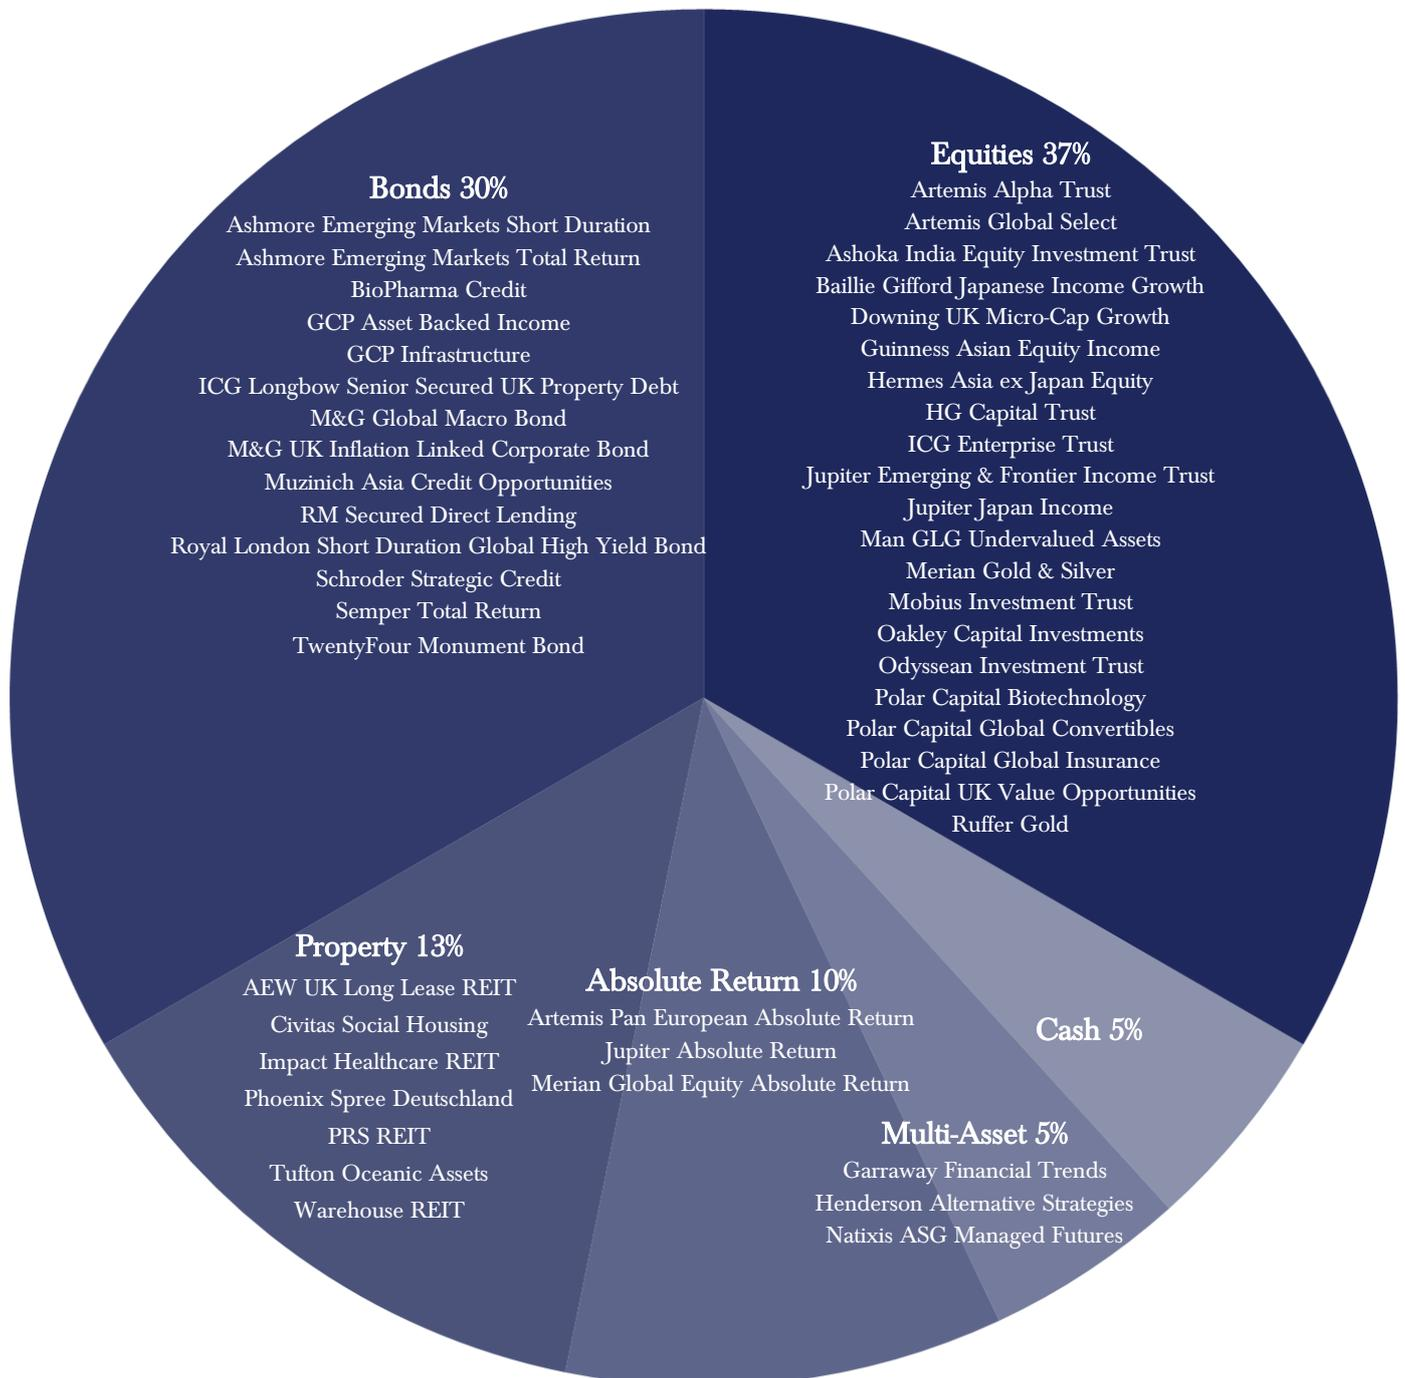 Bonds 30%
Ashmore Emerging Markets Short Duration
Ashmore Emerging Markets Total Return
BioPharma Credit
GCP Asset Backed Income
GCP Infrastructure
ICG Longbow Senior Secured UK Property Debt
M&G Global Macro Bond
M&G UK Inflation Linked Corporate Bond
Muzinich Asia Credit Opportunities
RM Secured Direct Lending
Royal London Short Duration Global High Yield Bond
Schroder Strategic Credit
Semper Total Return
TwentyFour Monument Bond
Equities 37%
Artemis Alpha Trust
Artemis Global Select
Ashoka India Equity Investment Trust
Baillie Gifford Japanese Income Growth
Downing UK Micro-Cap Growth
Guinness Asian Equity Income
Hermes Asia ex Japan Equity
HG Capital Trust
ICG Enterprise Trust
Jupiter Emerging & Frontier Income Trust
Jupiter Japan Income
Man GLG Undervalued Assets
Merian Gold & Silver
Mobius Investment Trust
Oakley Capital Investments
Odyssean Investment Trust
Polar Capital Biotechnology
Polar Capital Global Convertibles
Polar Capital Global Insurance
Polar Capital UK Value Opportunities
Ruffer Gold
Property 13%
AEW UK Long Lease REIT
Civitas Social Housing
Impact Healthcare REIT
Phoenix Spree Deutschland
PRS REIT
Tufton Oceanic Assets
Warehouse REIT
Absolute Return 10%
Artemis Pan European Absolute Return
Jupiter Absolute Return
Merian Global Equity Absolute Return
Cash 5%
Multi-Asset 5%
Garraway Financial Trends
Henderson Alternative Strategies
Natixis ASG Managed Futures